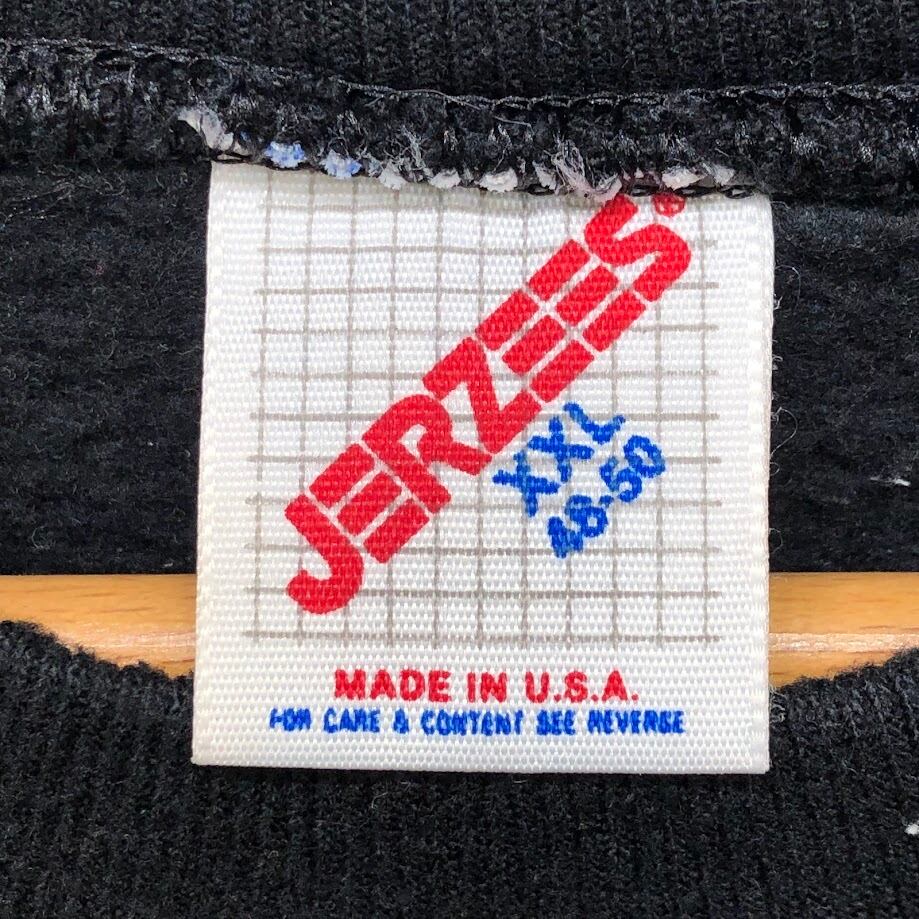 JERZEES®
XXL
48-50
MADE IN U.S.A.
FOR CARE & CONTENT SEE REVERSE